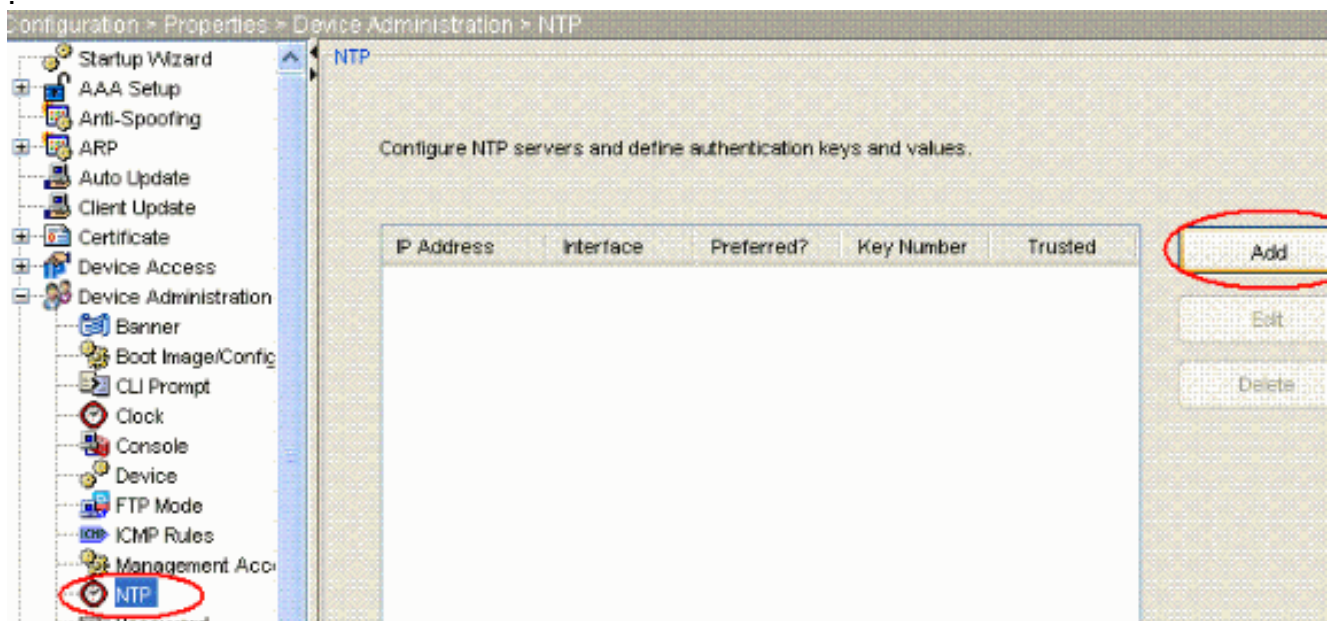 .
Configuration > Properties > Device Administration > NTP
Startup Wizard
AAA Setup
Anti-Spoofing
ARP
Auto Update
Client Update
Certificate
Device Access
Device Administration
Banner
Boot Image/Config
CLI Prompt
Clock
Console
Device
FTP Mode
ICMP ICMP Rules
Management Acc
NTP
NTP
Configure NTP servers and define authentication keys and values.
IP Address Interface Preferred? Key Number Trusted
Add
Edit
Delete